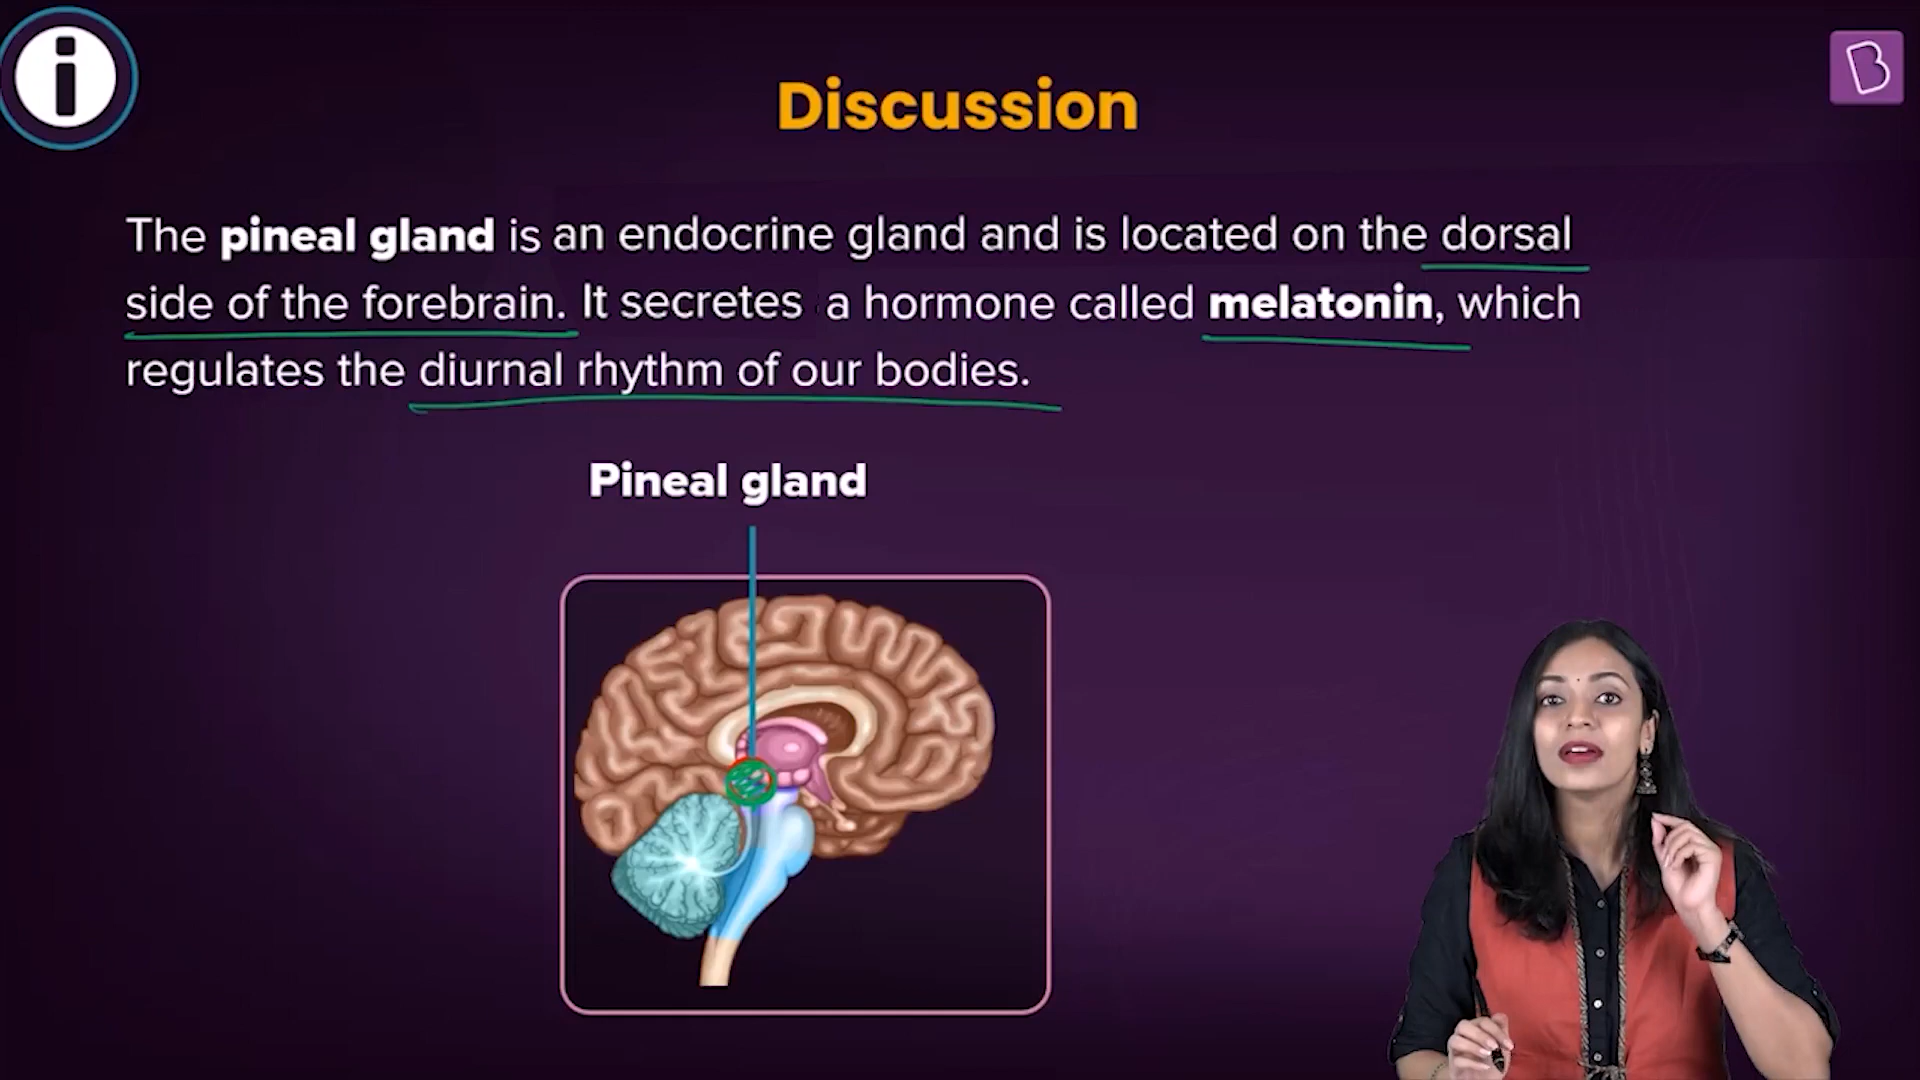 i
B
Discussion
The pineal gland is an endocrine gland and is located on the dorsal
side of the forebrain. It secretes a hormone called melatonin, which
regulates the diurnal rhythm of our bodies.
Pineal gland